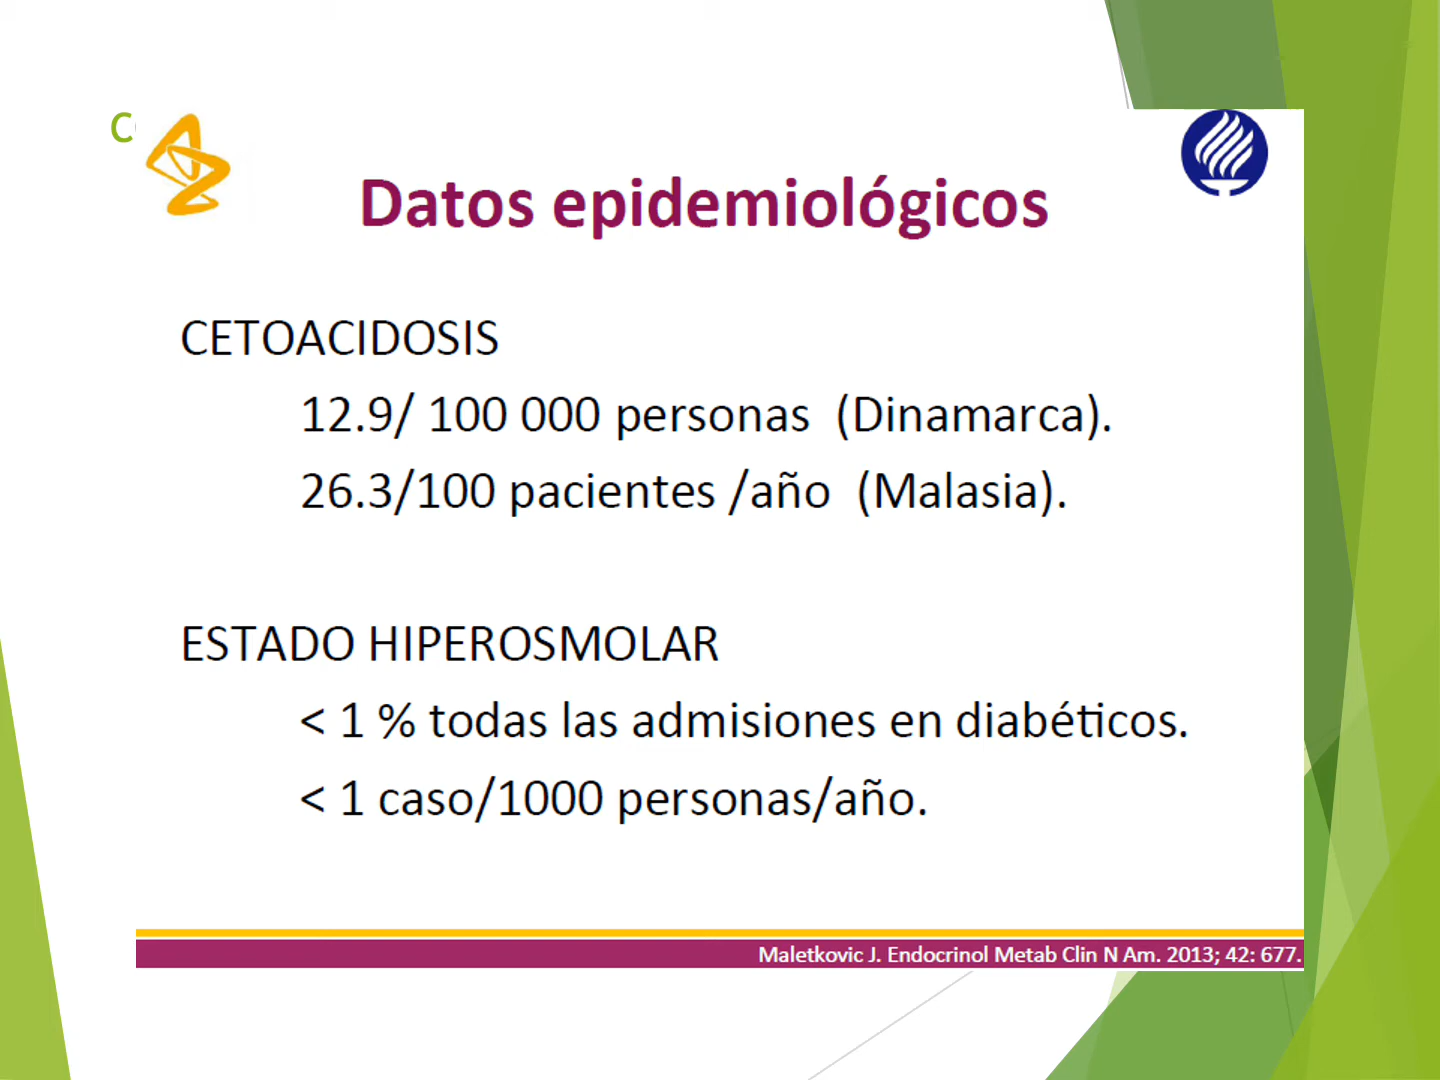 Datos epidemiológicos
CETOACIDOSIS
12.9/ 100 000 personas (Dinamarca).
26.3/100 pacientes /año (Malasia).
ESTADO HIPEROSMOLAR
< 1 % todas las admisiones en diabéticos.
< 1 caso/1000 personas/año.
Maletkovic J. Endocrinol Metab Clin N Am. 2013; 42: 677.